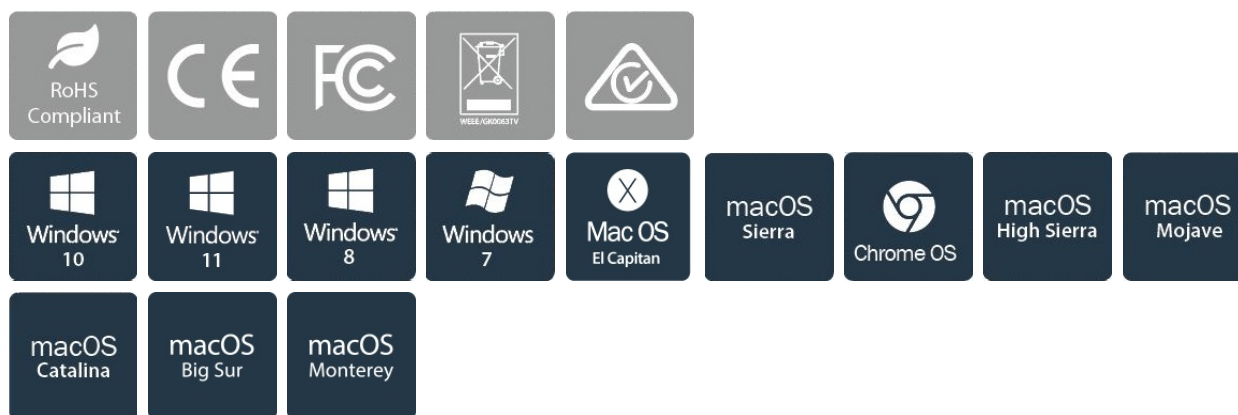 RoHS
Compliant
CE
FC
WEEE/GK0083TV
Windows
10
Windows
11
Windows
8
Windows
7
X
Mac OS
El Capitan
macOS
Sierra
Chrome OS
macOS
High Sierra
macOS
Mojave
macOS
Catalina
macOS
Big Sur
macOS
Monterey